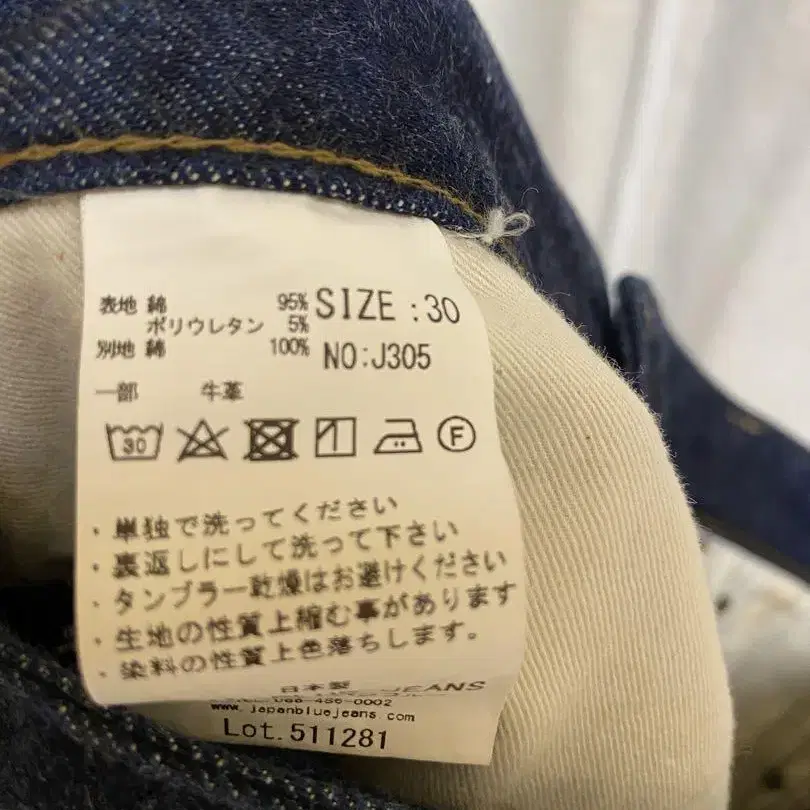 表地 綿 95%
ポリウレタン 5%
別地 綿 100%
一部 牛革
SIZE:30
NO:J305
30 F
・単独で洗ってください
・裏返しにして洗って下さい
・タンブラー乾燥はお避けください
・生地の性質上縮む事があります
・染料の性質上色落ちします。
日本製 JEANS
www.japanbluejeans.com
Lot.511281